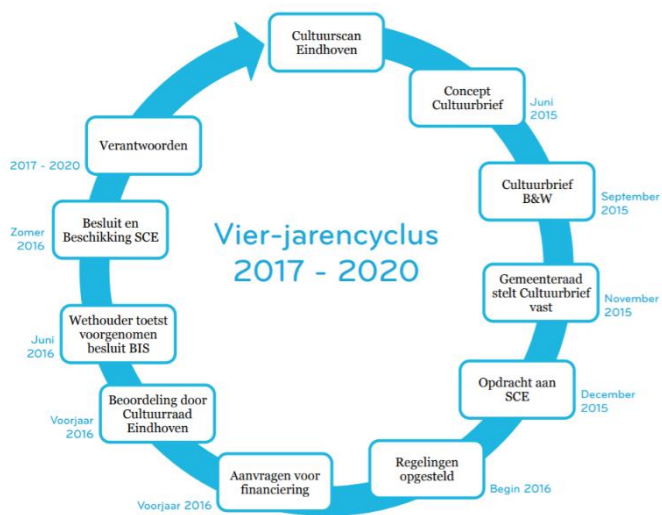 Cultuurscan
Eindhoven
Concept
Cultuurbrief
Juni
2015
Cultuurbrief
B&W
September
2015
Gemeenteraad
stelt Cultuurbrief
vast
November
2015
Opdracht aan
SCE
December
2015
Regelingen
opgesteld
Begin 2016
Aanvragen voor
financiering
Voorjaar 2016
Beoordeling door
Cultuurraad
Eindhoven
Voorjaar
2016
Wethouder toetst
voorgenomen
besluit BIS
Juni
2016
Besluit en
Beschikking SCE
Zomer
2016
Verantwoorden
2017 - 2020
Vier-jarencyclus
2017 - 2020